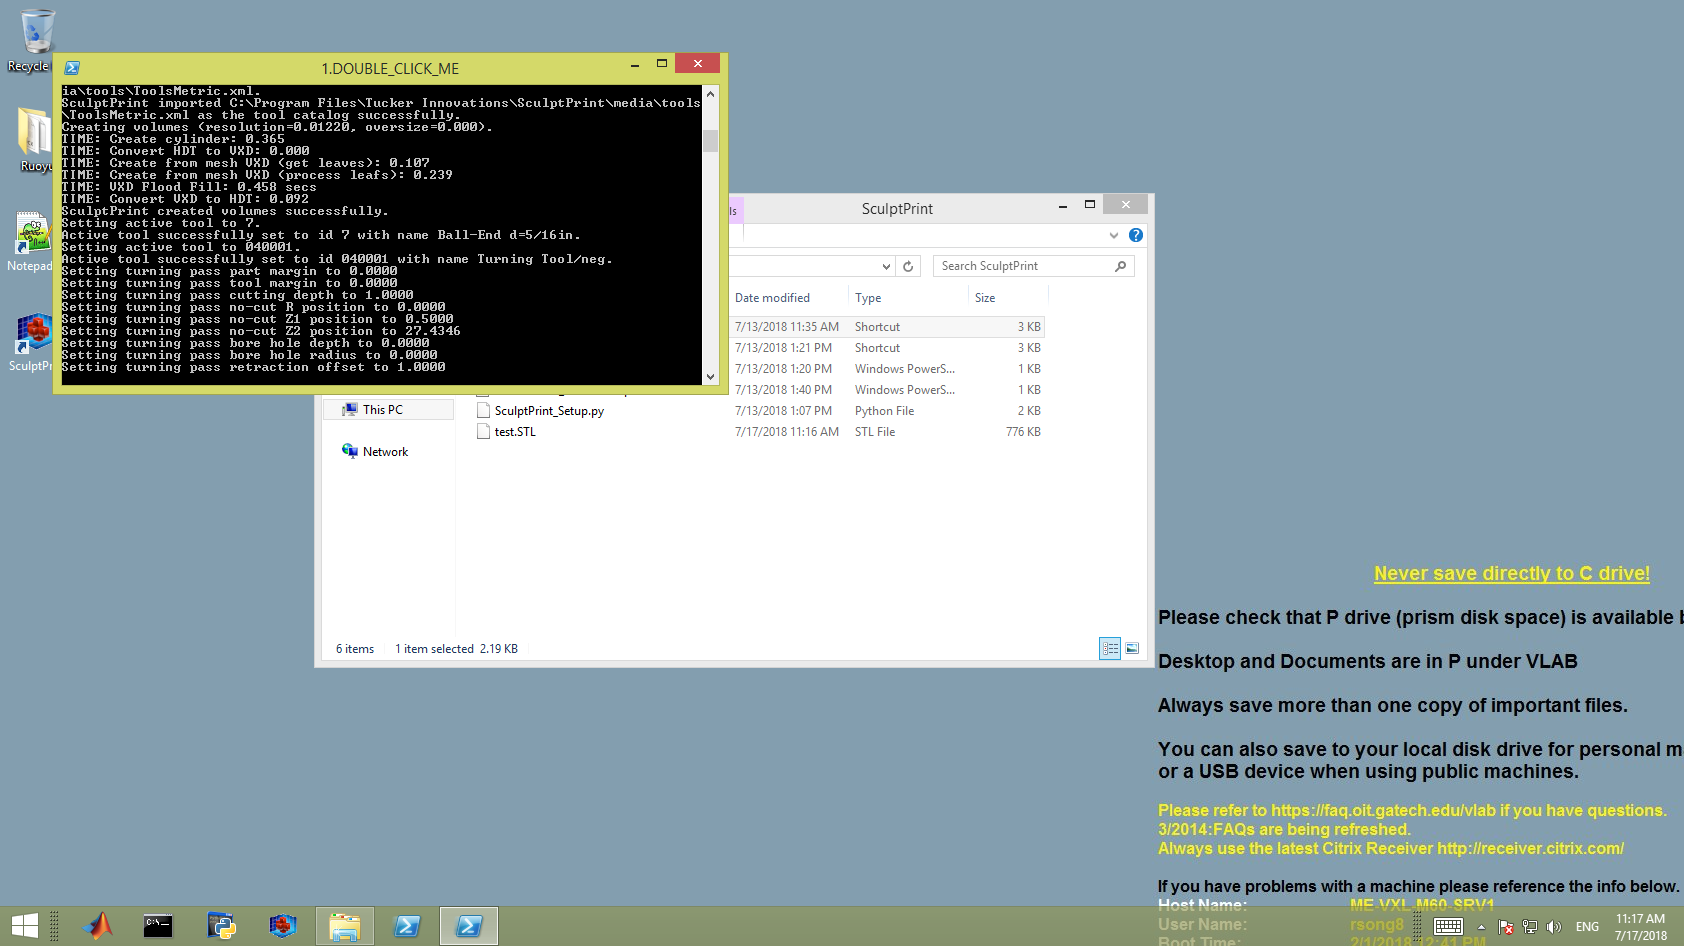 Recycle
Ruoyu
Notepad
SculptPr
1.DOUBLE_CLICK_ME
ia\tools\ToolsMetric.xml.
SculptPrint imported C:\Program Files\Tucker Innovations\SculptPrint\media\tools
\ToolsMetric.xml as the tool catalog successfully.
Creating volumes (resolution=0.01220, oversize=0.000).
TIME: Create cylinder: 0.365
TIME: Convert HDT to VXD: 0.000
TIME: Create from mesh VXD (get leaves): 0.107
TIME: Create from mesh VXD (process leafs): 0.239
TIME: VXD Flood Fill: 0.458 secs
TIME: Convert VXD to HDT: 0.092
SculptPrint created volumes successfully.
Setting active tool to 7.
Active tool successfully set to id 7 with name Ball-End d=5/16in.
Setting active tool to 040001.
Active tool successfully set to id 040001 with name Turning Tool/neg.
Setting turning pass part margin to 0.0000
Setting turning pass tool margin to 0.0000
Setting turning pass cutting depth to 1.0000
Setting turning pass no-cut R position to 0.0000
Setting turning pass no-cut Z1 position to 0.5000
Setting turning pass no-cut Z2 position to 27.4346
Setting turning pass bore hole depth to 0.0000
Setting turning pass bore hole radius to 0.0000
Setting turning pass retraction offset to 1.0000
ls
SculptPrint
Search SculptPrint
Date modified Type Size
7/13/2018 11:35 AM Shortcut 3 KB
7/13/2018 1:21 PM Shortcut 3 KB
7/13/2018 1:20 PM Windows PowerS... 1 KB
7/13/2018 1:40 PM Windows PowerS... 1 KB
SculptPrint_Setup.py 7/13/2018 1:07 PM Python File 2 KB
test.STL 7/17/2018 11:16 AM STL File 776 KB
This PC
Network
6 items 1 item selected 2.19 KB
Never save directly to C drive!
Please check that P drive (prism disk space) is available b
Desktop and Documents are in P under VLAB
Always save more than one copy of important files.
You can also save to your local disk drive for personal ma
or a USB device when using public machines.
Please refer to https://faq.oit.gatech.edu/vlab if you have questions.
3/2014:FAQs are being refreshed.
Always use the latest Citrix Receiver http://receiver.citrix.com/
If you have problems with a machine please reference the info below.
Host Name: ME-VXL-M60-SRV1
User Name: rsong8
Boot Time: 2/1/2018 12:41 PM
C:\_
ENG
11:17 AM
7/17/2018